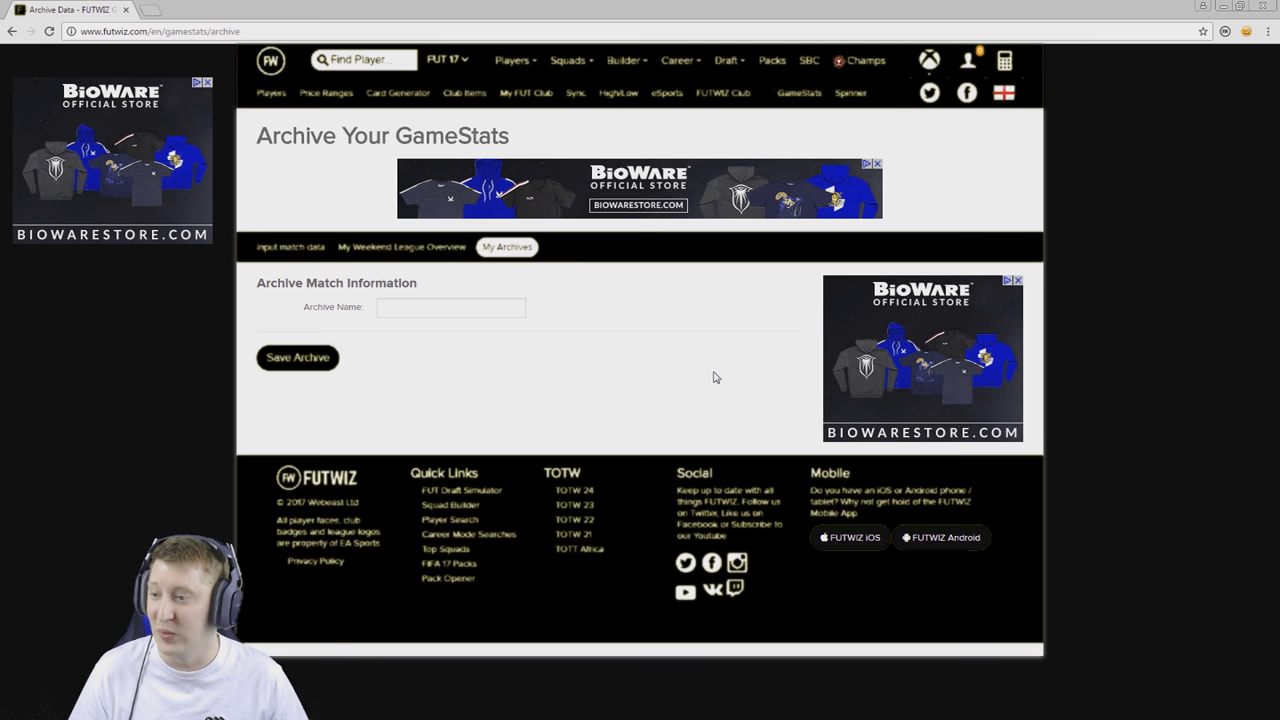 Archive Data - FUTWIZ
www.futwiz.com/en/gamestats/archive
FW
Find Player...
FUT 17
Players
Squads
Builder
Career
Draft
Packs
SBC
Champs
Players
Price Ranges
Card Generator
Club Items
My FUT Club
Sync
High/Low
eSports
FUTWIZ Club
GameStats
Spinner
BIOWARE™
OFFICIAL STORE
BIOWARESTORE.COM
Archive Your GameStats
BIOWARE™
OFFICIAL STORE
BIOWARESTORE.COM
Input match data
My Weekend League Overview
My Archives
Archive Match Information
Archive Name:
Save Archive
BIOWARE™
OFFICIAL STORE
BIOWARESTORE.COM
FW FUTWIZ
© 2017 Webeast Ltd
All player faces, club
badges and league logos
are property of EA Sports
Privacy Policy
Quick Links
FUT Draft Simulator
Squad Builder
Player Search
Career Mode Searches
Top Squads
FIFA 17 Packs
Pack Opener
TOTW
TOTW 24
TOTW 23
TOTW 22
TOTW 21
TOTT Africa
Social
Keep up to date with all
things FUTWIZ. Follow us
on Twitter, Like us on
Facebook or Subscribe to
our Youtube
Mobile
Do you have an iOS or Android phone /
tablet? Why not get hold of the FUTWIZ
Mobile App
FUTWIZ iOS
FUTWIZ Android